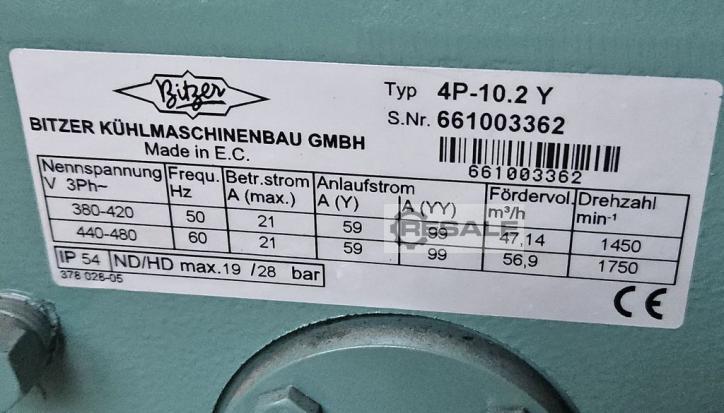 Bitzer
BITZER KÜHLMASCHINENBAU GMBH
Made in E.C.
Typ 4P-10.2 Y
S.Nr. 661003362
661003362
Nennspannung V 3Ph~ Frequ. Hz Betr.strom A (max.) Anlaufstrom A (Y) A (YY) Fördervol. m³/h Drehzahl min-¹
380-420 50 21 59 99 47,14 1450
440-480 60 21 59 99 56,9 1750
IP 54 ND/HD max.19 /28 bar
378 028-05
CE
RESALE